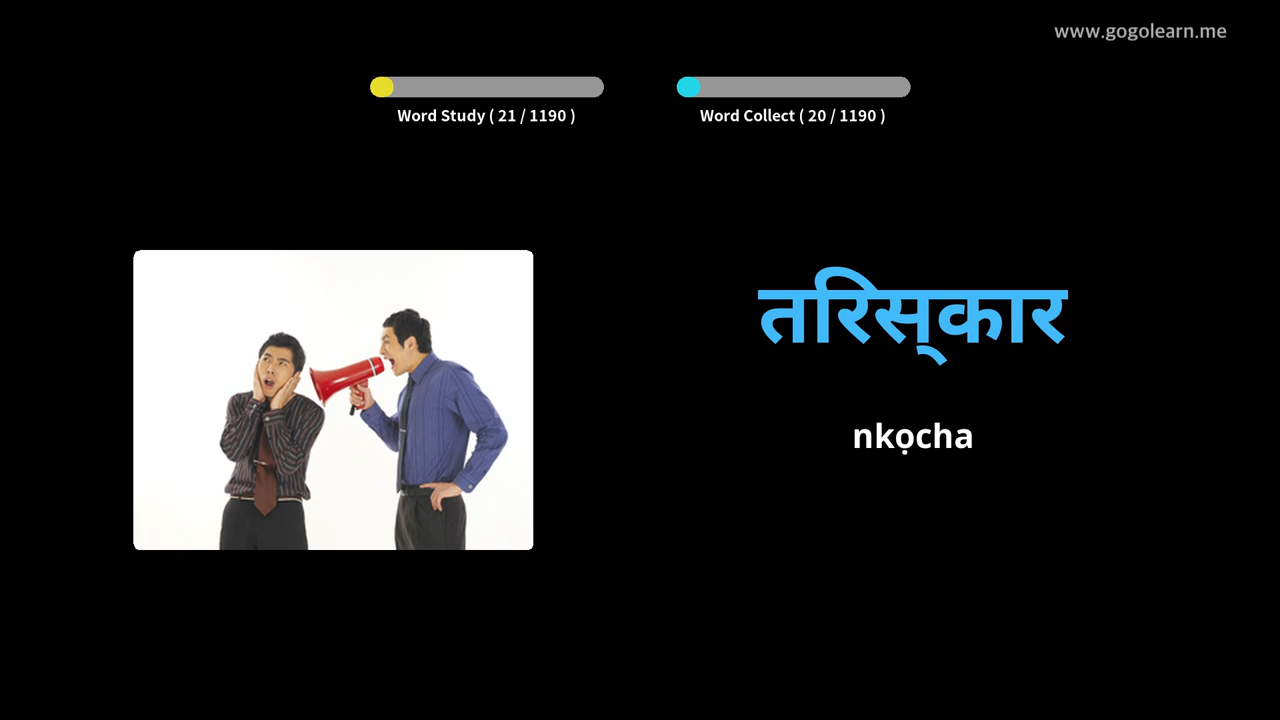 www.gogolearn.me
Word Study ( 21 / 1190 )
Word Collect ( 20 / 1190 )
तरिस्‌कार
nkọcha